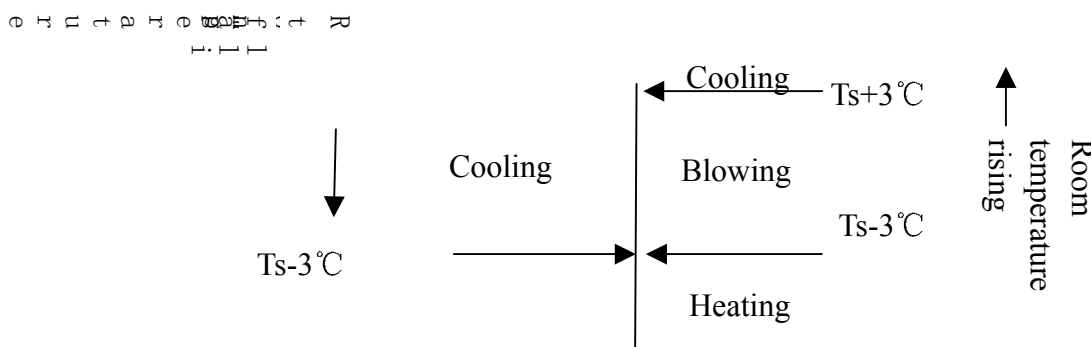 Cooling
Ts+3℃
Cooling
Blowing
Ts-3℃
Ts-3℃
Heating
Room
temperature
rising